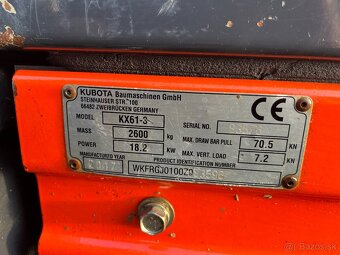 KUBOTA Baumaschinen GmbH
STEINHAUSER STR. 100
66482 ZWEIBRÜCKEN GERMANY
CE
MODEL KX61-3
SERIAL NO.
MASS 2600 kg
MAX. DRAW BAR PULL 70.5 KN
POWER 18.2 kW
MAX. VERT. LOAD 7.2 KN
MANUFACTURED YEAR
PRODUCT IDENTIFICATION NUMBER
bazos.sk